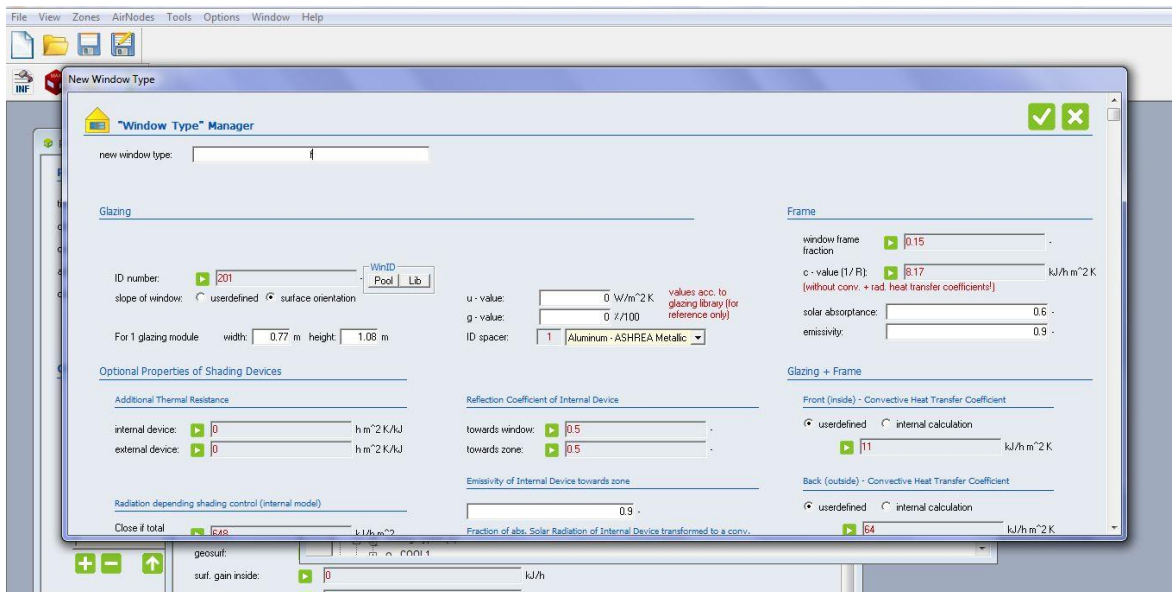 File View Zones AirNodes Tools Options Window Help
INF
New Window Type
"Window Type" Manager
new window type:
Glazing
Frame
window frame fraction 0.15 -
ID number: 201 - WinID Pool Lib
c - value (1/ R): 8.17 kJ/h m^2 K
(without conv. + rad. heat transfer coefficients!)
slope of window: userdefined surface orientation
u - value: 0 W/m^2 K
g - value: 0 %/100
values acc. to
glazing library (for
reference only)
solar absorptance: 0.6 -
emissivity: 0.9 -
For 1 glazing module width: 0.77 m height: 1.08 m
ID spacer: 1 Aluminum - ASHREA Metallic
Optional Properties of Shading Devices
Glazing + Frame
Additional Thermal Resistance
Reflection Coefficient of Internal Device
Front (inside) - Convective Heat Transfer Coefficient
internal device: 0 h m^2 K/kJ
towards window: 0.5 -
userdefined internal calculation
external device: 0 h m^2 K/kJ
towards zone: 0.5 -
11 kJ/h m^2 K
Emissivity of Internal Device towards zone
Back (outside) - Convective Heat Transfer Coefficient
Radiation depending shading control (internal model)
0.9 -
userdefined internal calculation
Close if total 648 kJ/h m^2
Fraction of abs. Solar Radiation of Internal Device transformed to a conv.
64 kJ/h m^2 K
geosurf:
COOL1
surf. gain inside: 0 kJ/h